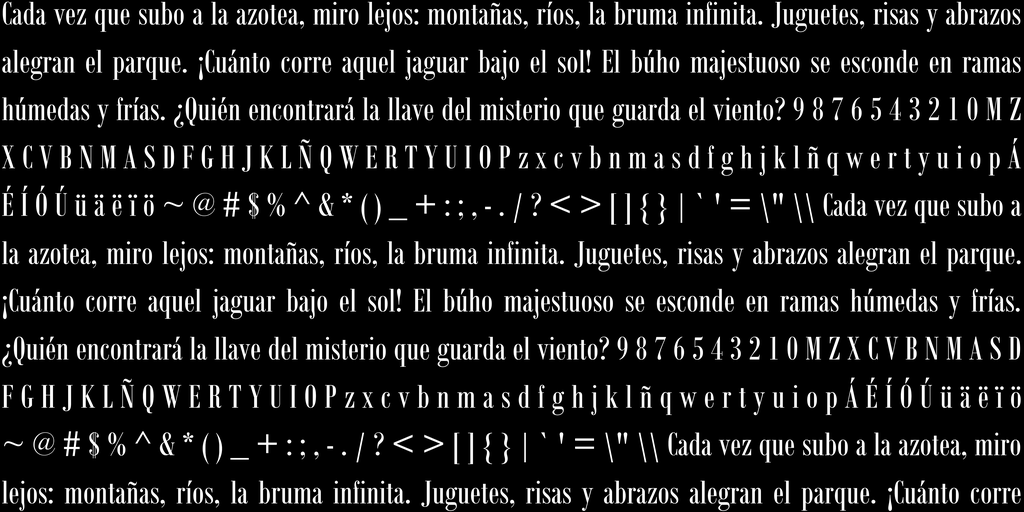 Cada vez que subo a la azotea, miro lejos: montañas, ríos, la bruma infinita. Juguetes, risas y abrazos
alegran el parque. ¡Cuánto corre aquel jaguar bajo el sol! El búho majestuoso se esconde en ramas
húmedas y frías. ¿Quién encontrará la llave del misterio que guarda el viento? 9 8 7 6 5 4 3 2 1 0 M Z
X C V B N M A S D F G H J K L Ñ Q W E R T Y U I O P z x c v b n m a s d f g h j k l ñ q w e r t y u i o p Á
É Í Ó Ú ü ä ë ï ö ~ @ # $ % ^ & * ( ) _ + : ; , - . / ? < > [ ] { } | ` ' = \" \\ Cada vez que subo a
la azotea, miro lejos: montañas, ríos, la bruma infinita. Juguetes, risas y abrazos alegran el parque.
¡Cuánto corre aquel jaguar bajo el sol! El búho majestuoso se esconde en ramas húmedas y frías.
¿Quién encontrará la llave del misterio que guarda el viento? 9 8 7 6 5 4 3 2 1 0 M Z X C V B N M A S D
F G H J K L Ñ Q W E R T Y U I O P z x c v b n m a s d f g h j k l ñ q w e r t y u i o p Á É Í Ó Ú ü ä ë ï ö
~ @ # $ % ^ & * ( ) _ + : ; , - . / ? < > [ ] { } | ` ' = \" \\ Cada vez que subo a la azotea, miro
lejos: montañas, ríos, la bruma infinita. Juguetes, risas y abrazos alegran el parque. ¡Cuánto corre